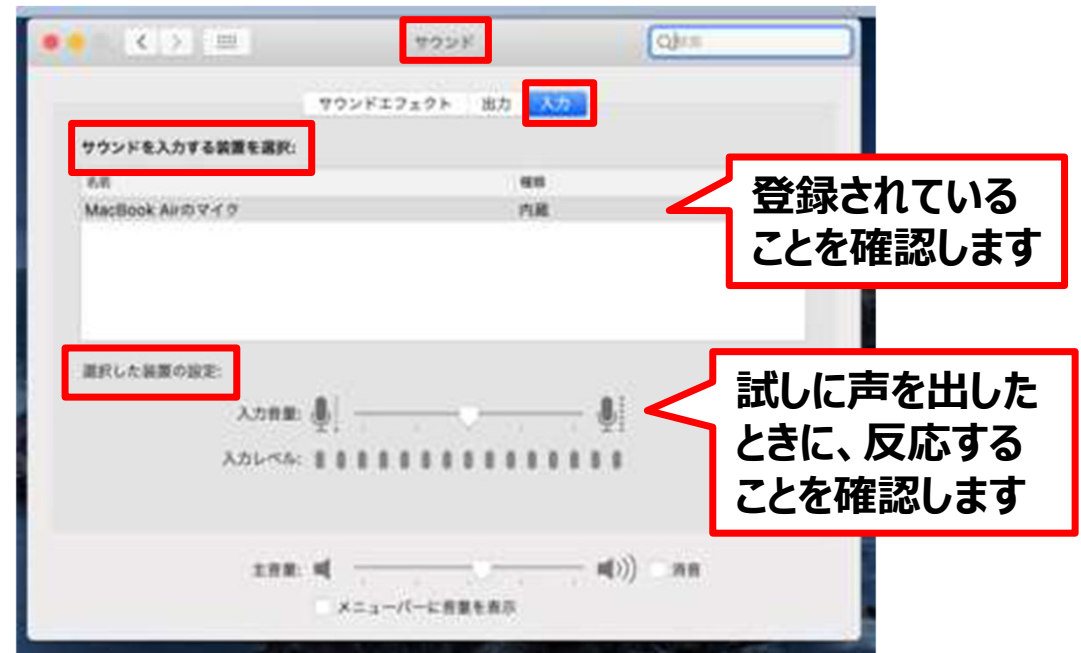 サウンド
検索
サウンドエフェクト 出力 入力
サウンドを入力する装置を選択:
名前 種類
MacBook Airのマイク 内蔵
登録されている
ことを確認します
選択した装置の設定:
入力音量:
入力レベル:
試しに声を出した
ときに、反応する
ことを確認します
主音量: 消音
メニューバーに音量を表示